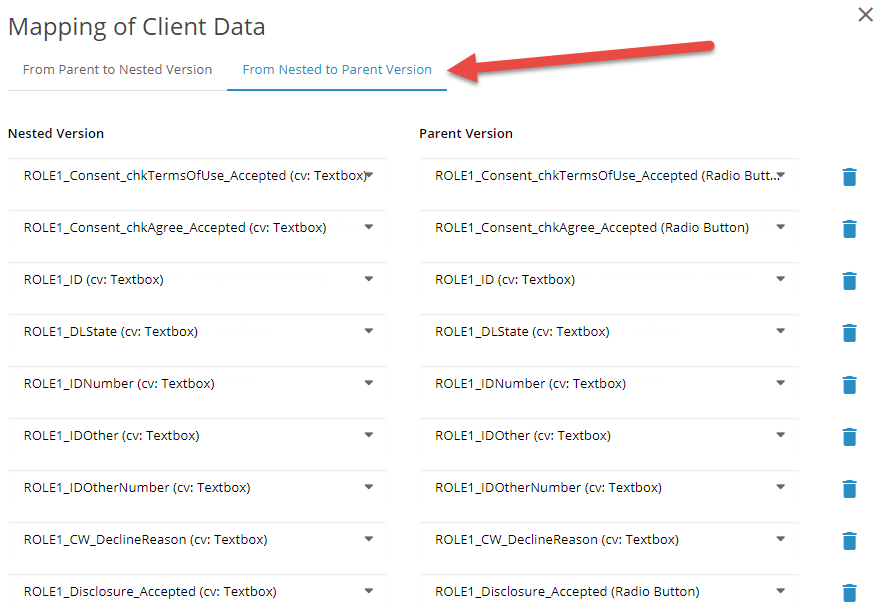 Mapping of Client Data
From Parent to Nested Version From Nested to Parent Version
Nested Version Parent Version
ROLE1_Consent_chkTermsOfUse_Accepted (cv: Textbox) ROLE1_Consent_chkTermsOfUse_Accepted (Radio Butt...
ROLE1_Consent_chkAgree_Accepted (cv: Textbox) ROLE1_Consent_chkAgree_Accepted (Radio Button)
ROLE1_ID (cv: Textbox) ROLE1_ID (cv: Textbox)
ROLE1_DLState (cv: Textbox) ROLE1_DLState (cv: Textbox)
ROLE1_IDNumber (cv: Textbox) ROLE1_IDNumber (cv: Textbox)
ROLE1_IDOther (cv: Textbox) ROLE1_IDOther (cv: Textbox)
ROLE1_IDOtherNumber (cv: Textbox) ROLE1_IDOtherNumber (cv: Textbox)
ROLE1_CW_DeclineReason (cv: Textbox) ROLE1_CW_DeclineReason (cv: Textbox)
ROLE1_Disclosure_Accepted (cv: Textbox) ROLE1_Disclosure_Accepted (Radio Button)